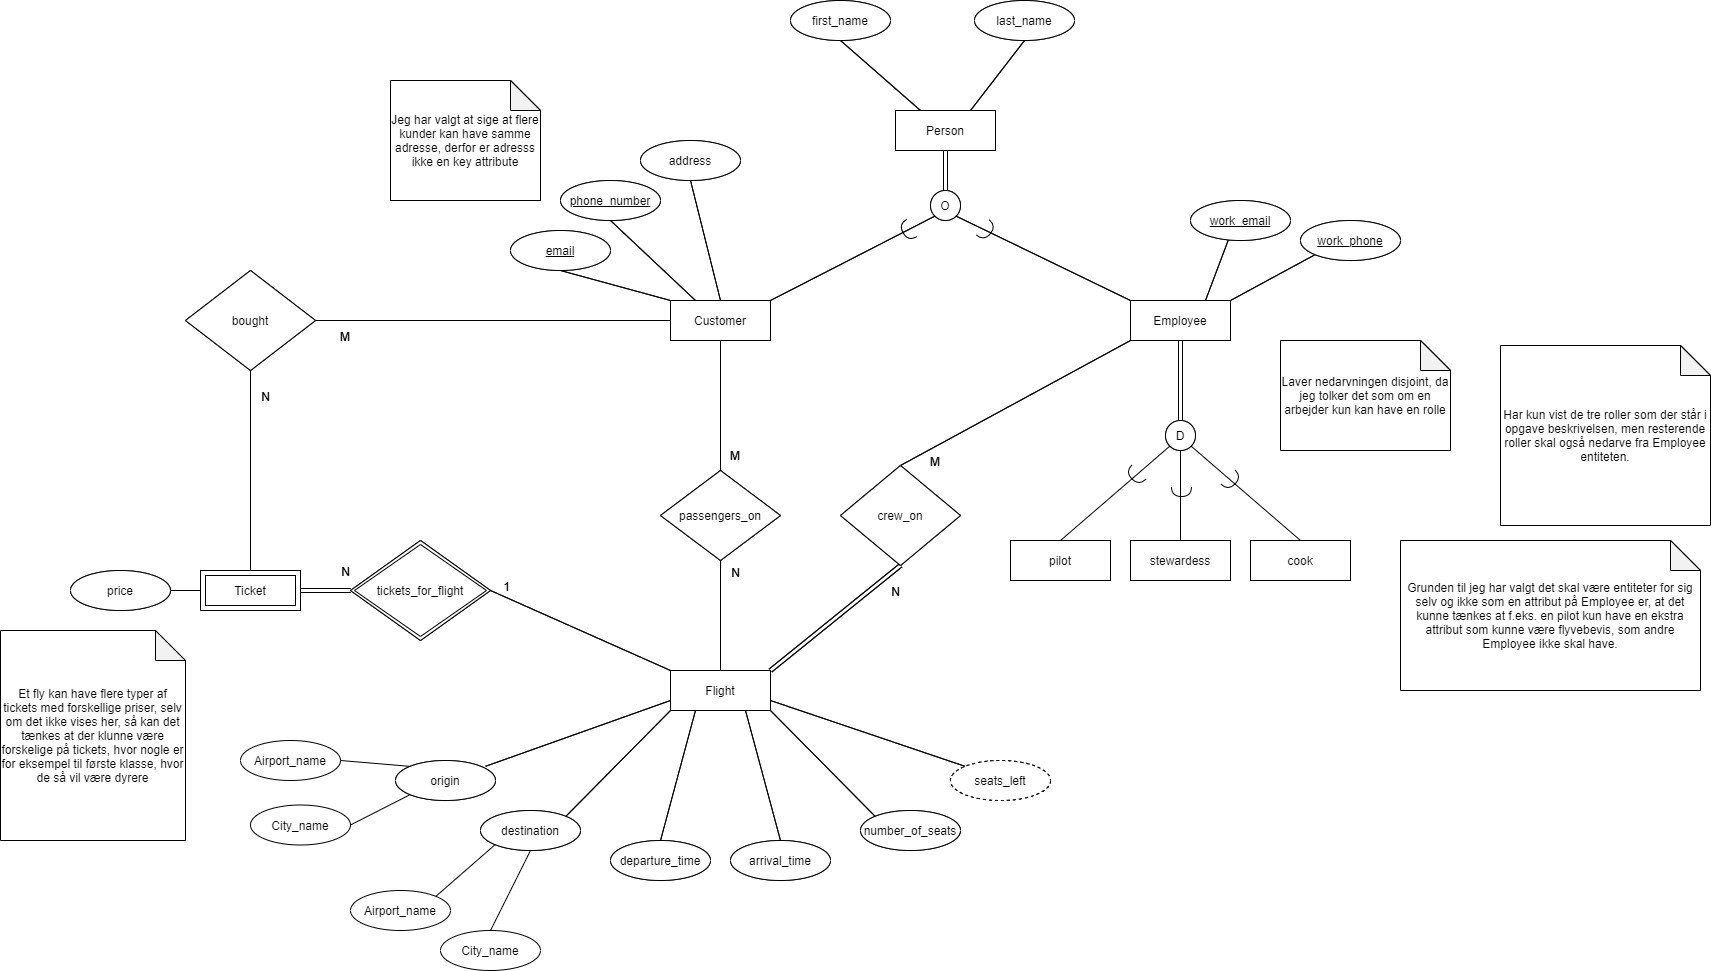 first_name
last_name
Person
O
Jeg har valgt at sige at flere
kunder kan have samme
adresse, derfor er adresss
ikke en key attribute
address
phone_number
email
work_email
work_phone
bought
M
N
Customer
Employee
Laver nedarvningen disjoint, da
jeg tolker det som om en
arbejder kun kan have en rolle
Har kun vist de tre roller som der står i
opgave beskrivelsen, men resterende
roller skal også nedarve fra Employee
entiteten.
D
M
passengers_on
N
M
crew_on
N
pilot
stewardess
cook
Grunden til jeg har valgt det skal være entiteter for sig
selv og ikke som en attribut på Employee er, at det
kunne tænkes at f.eks. en pilot kun have en ekstra
attribut som kunne være flyvebevis, som andre
Employee ikke skal have.
price
Ticket
N
tickets_for_flight
1
Et fly kan have flere typer af
tickets med forskellige priser, selv
om det ikke vises her, så kan det
tænkes at der klunne være
forskelige på tickets, hvor nogle er
for eksempel til første klasse, hvor
de så vil være dyrere
Flight
Airport_name
origin
City_name
destination
Airport_name
City_name
departure_time
arrival_time
number_of_seats
seats_left